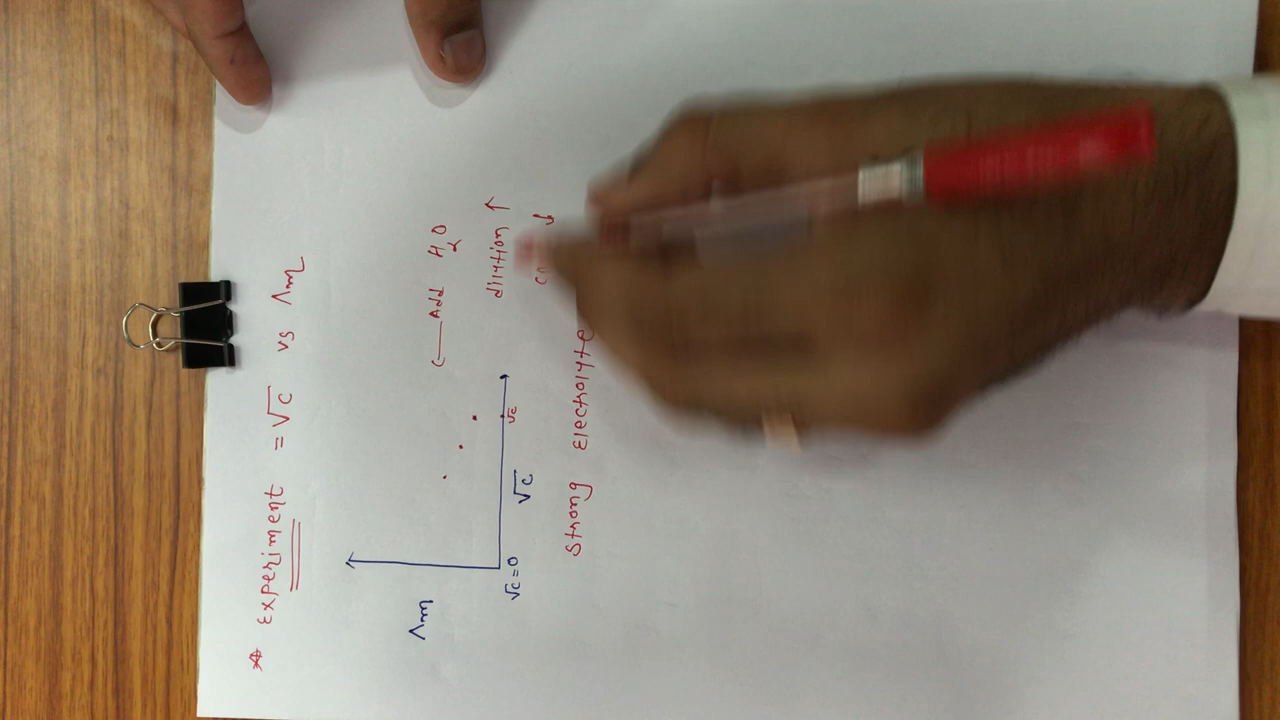 * Experiment = √C vs Λm
← Add H2O
Λm
dilution ↑
√C
√C = 0
√C
Strong Electrolyte